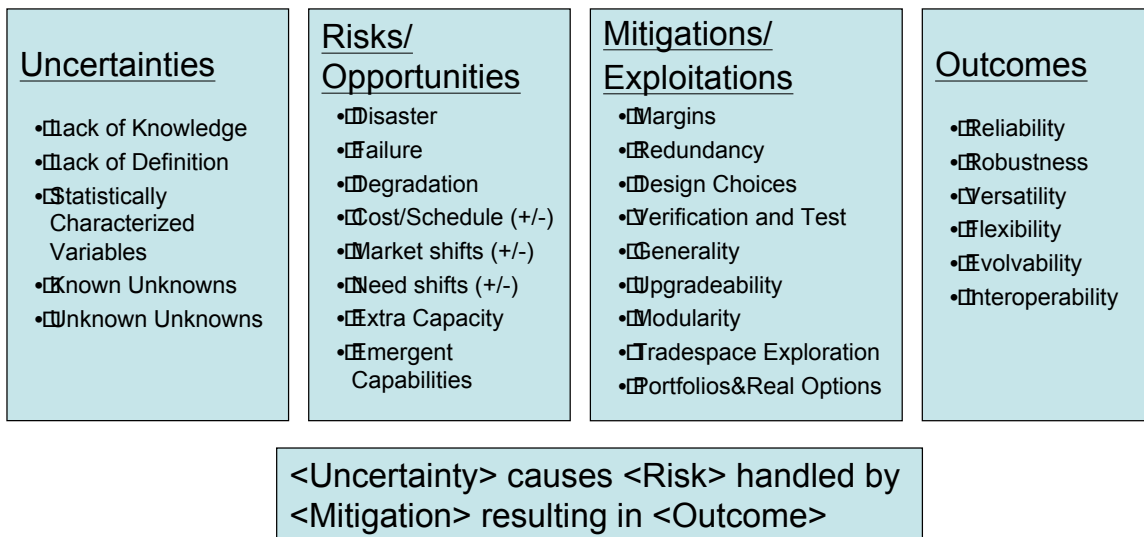 Uncertainties
• Lack of Knowledge
• Lack of Definition
• Statistically
Characterized
Variables
• Known Unknowns
• Unknown Unknowns
Risks/
Opportunities
• Disaster
• Failure
• Degradation
• Cost/Schedule (+/-)
• Market shifts (+/-)
• Need shifts (+/-)
• Extra Capacity
• Emergent
Capabilities
Mitigations/
Exploitations
• Margins
• Redundancy
• Design Choices
• Verification and Test
• Generality
• Upgradeability
• Modularity
• Tradespace Exploration
• Portfolios&Real Options
Outcomes
• Reliability
• Robustness
• Versatility
• Flexibility
• Evolvability
• Interoperability
<Uncertainty> causes <Risk> handled by
<Mitigation> resulting in <Outcome>